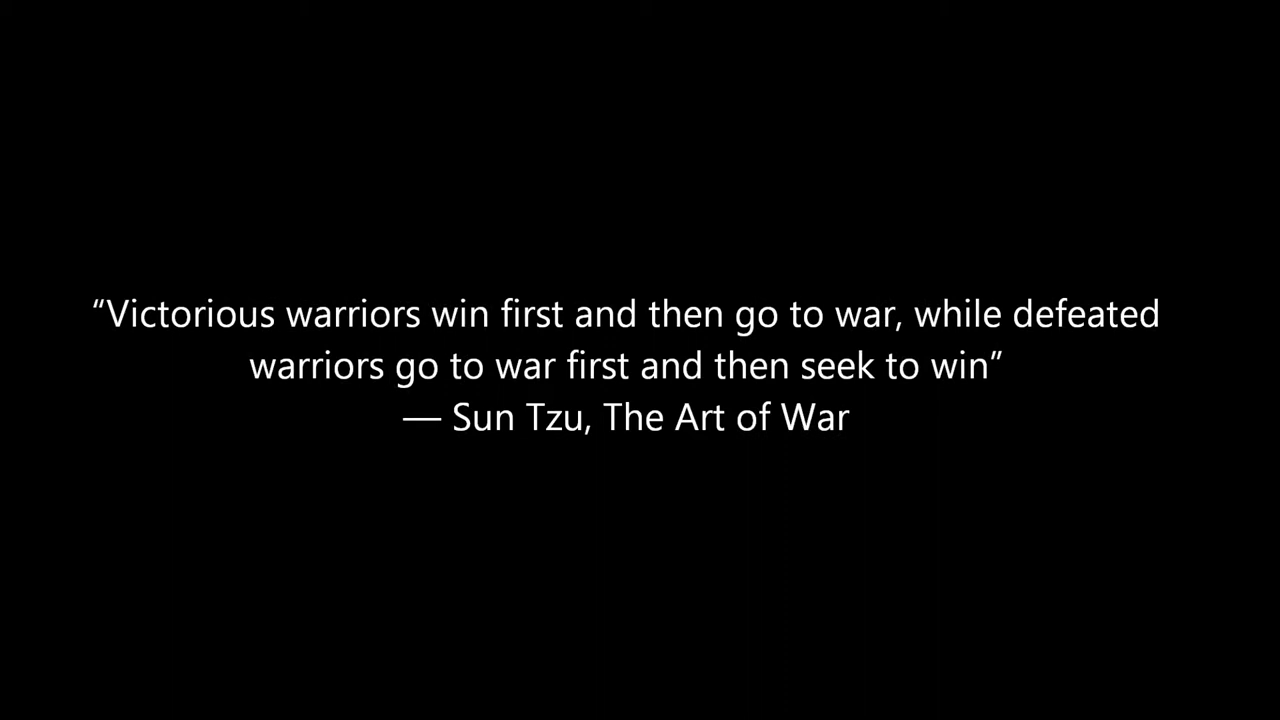 “Victorious warriors win first and then go to war, while defeated
warriors go to war first and then seek to win”
— Sun Tzu, The Art of War